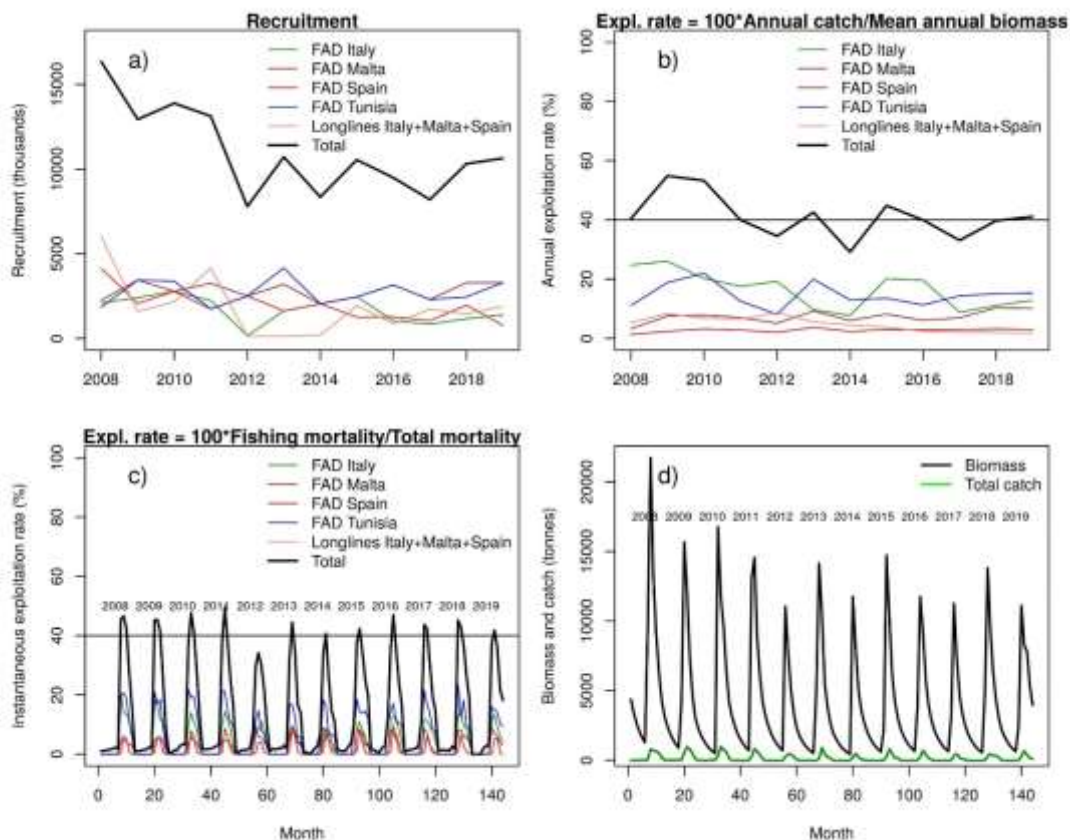 Recruitment
a)
FAD Italy
FAD Malta
FAD Spain
FAD Tunisia
Longlines Italy+Malta+Spain
Total
Recruitment (thousands)
0 5000 10000 15000
2008 2010 2012 2014 2016 2018
Expl. rate = 100*Annual catch/Mean annual biomass
b)
FAD Italy
FAD Malta
FAD Spain
FAD Tunisia
Longlines Italy+Malta+Spain
Total
Annual exploitation rate (%)
0 20 40 60 80 100
2008 2010 2012 2014 2016 2018
Expl. rate = 100*Fishing mortality/Total mortality
c)
FAD Italy
FAD Malta
FAD Spain
FAD Tunisia
Longlines Italy+Malta+Spain
Total
2008 2009 2010 2011 2012 2013 2014 2015 2016 2017 2018 2019
Instantaneous exploitation rate (%)
0 20 40 60 80 100
0 20 40 60 80 100 120 140
Month
d)
Biomass
Total catch
2008 2009 2010 2011 2012 2013 2014 2015 2016 2017 2018 2019
Biomass and catch (tonnes)
0 5000 10000 15000 20000
0 20 40 60 80 100 120 140
Month